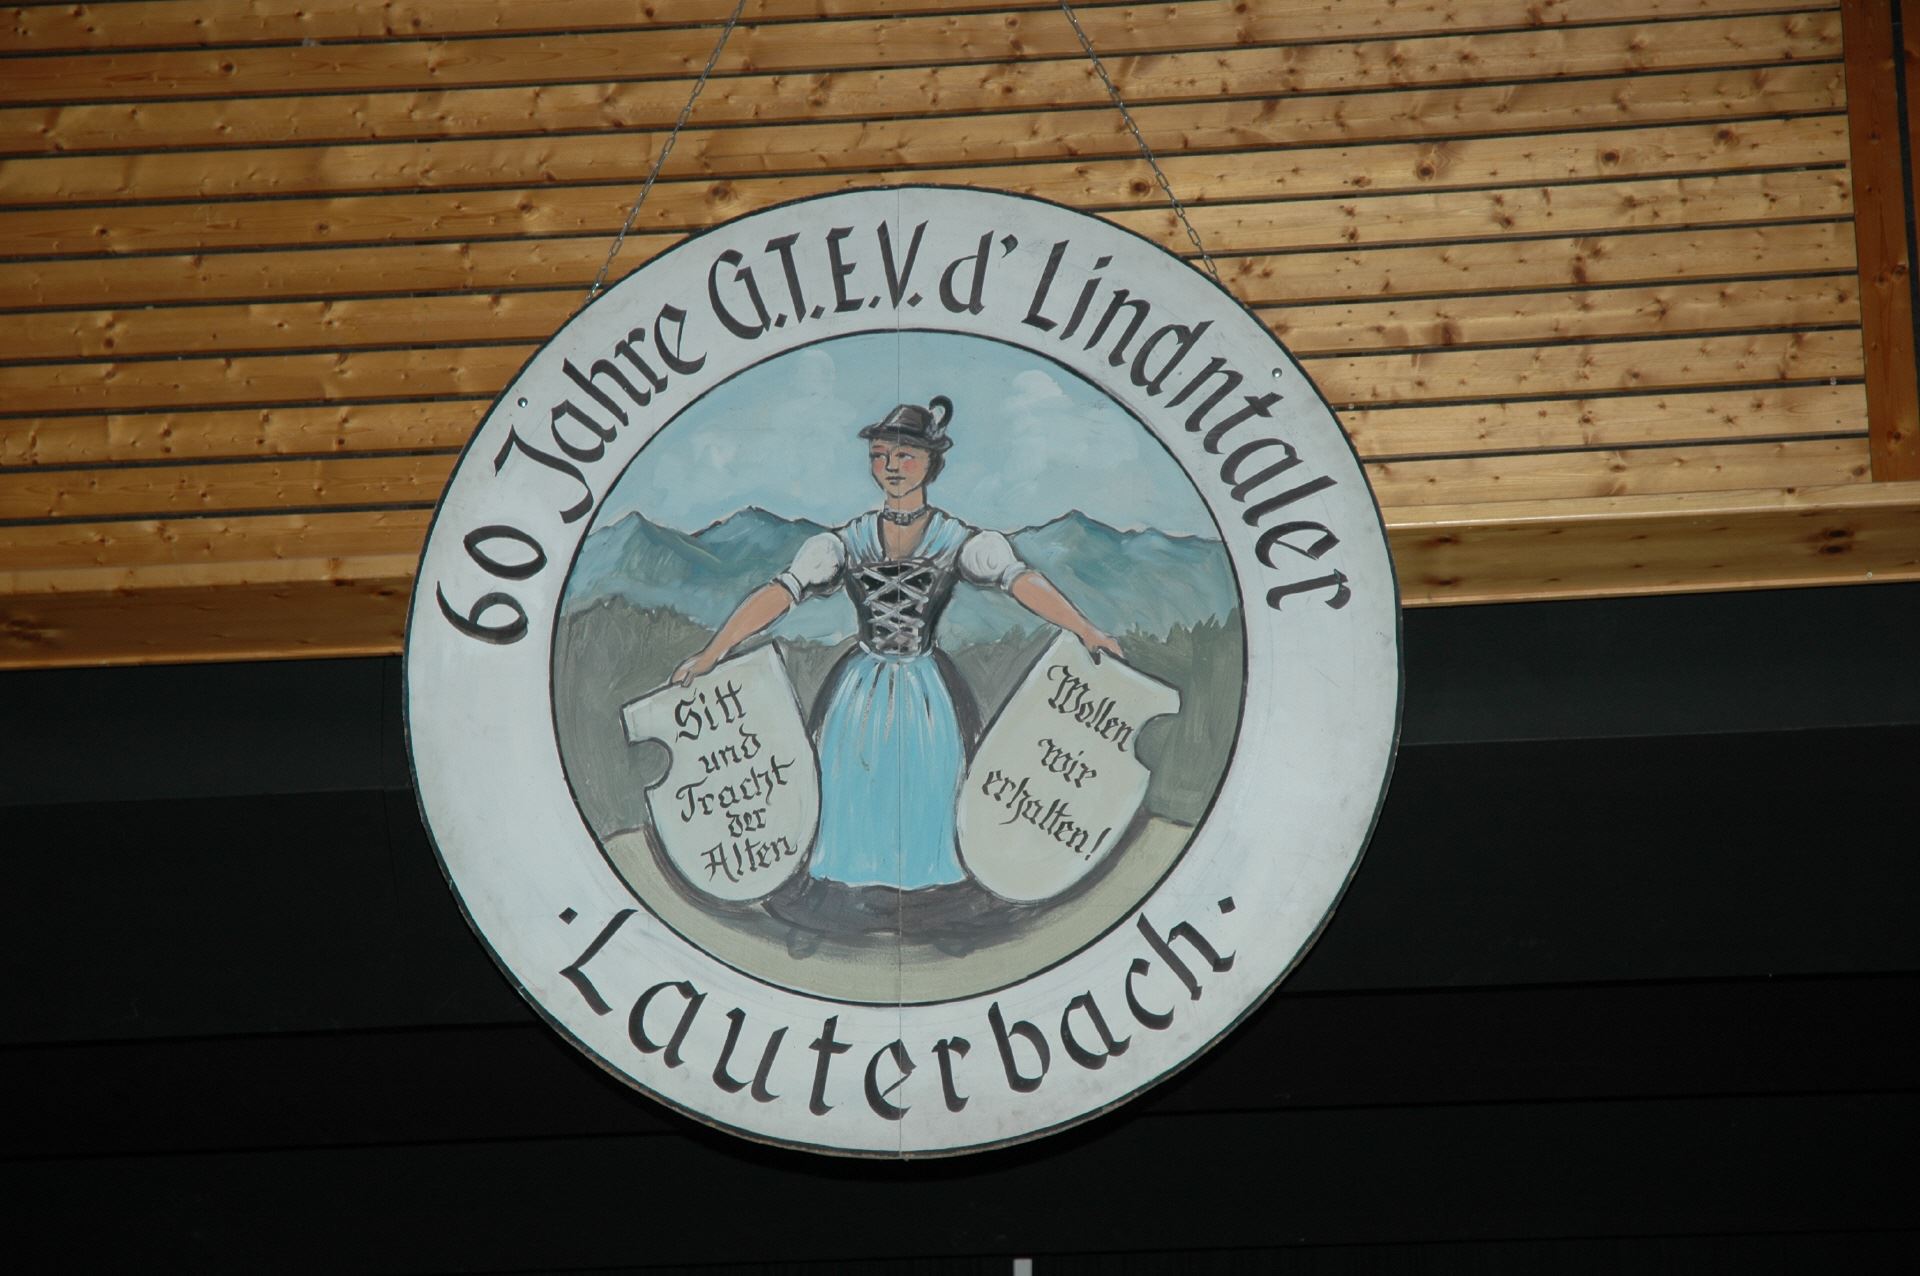 60 Jahre G.T.E.V. d' Lindntaler
Sitt
und
Tracht
der
Alten
Wollen
wir
erhalten!
·Lauterbach·